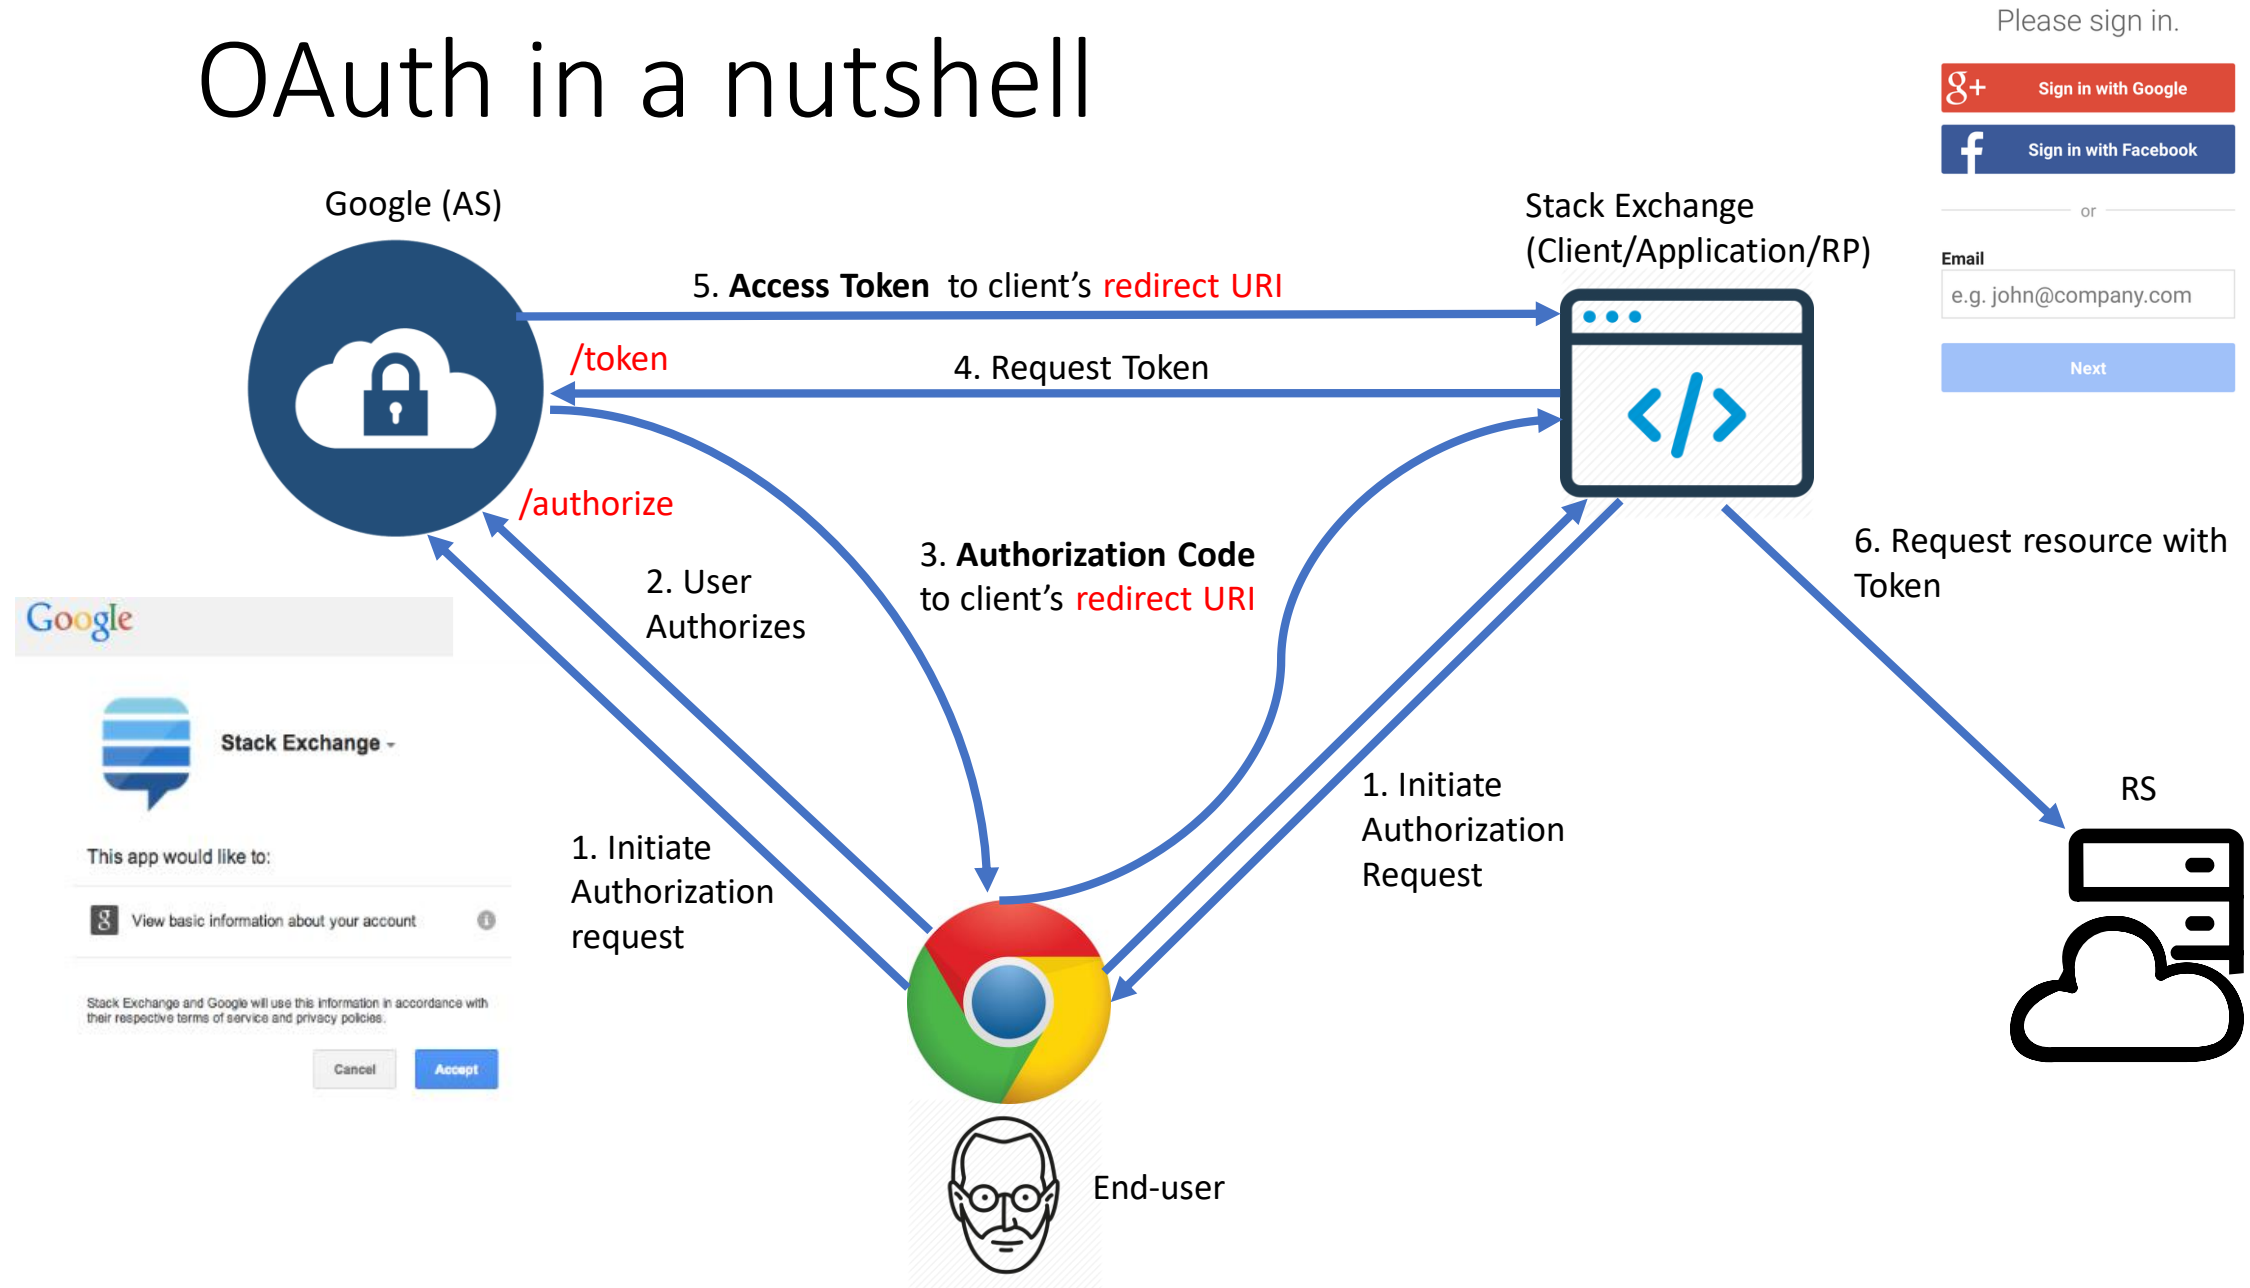 OAuth in a nutshell
Please sign in.
g+ Sign in with Google
f Sign in with Facebook
or
Email
e.g. john@company.com
Next
Google (AS)
Stack Exchange
(Client/Application/RP)
5. Access Token to client's redirect URI
/token
4. Request Token
/authorize
3. Authorization Code
to client's redirect URI
2. User
Authorizes
6. Request resource with
Token
1. Initiate
Authorization
request
1. Initiate
Authorization
Request
RS
Google
Stack Exchange
This app would like to:
g View basic information about your account i
Stack Exchange and Google will use this information in accordance with
their respective terms of service and privacy policies.
Cancel Accept
</>
End-user